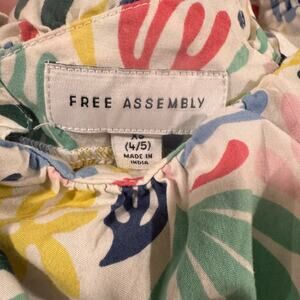 FREE ASSEMBLY
XS
(4/5)
MADE IN
INDIA